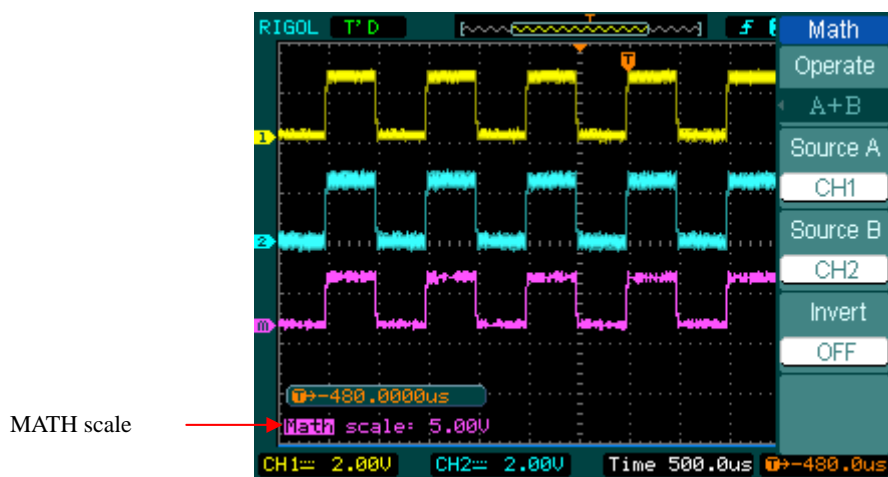 RIGOL T'D T Math
Operate
T
A+B
1
Source A
CH1
Source B
2
CH2
Invert
m
OFF
T→-480.0000us
MATH scale
Math scale: 5.00V
CH1 2.00V CH2 2.00V Time 500.0us T→-480.0us